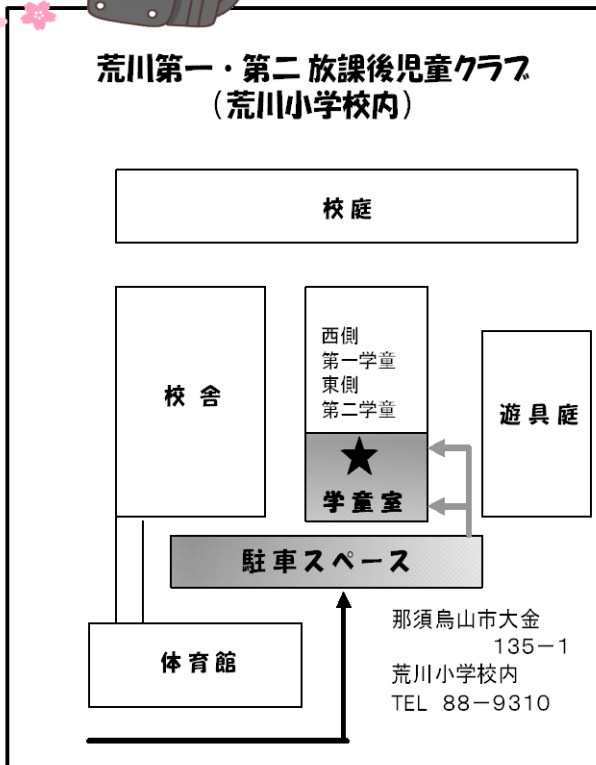 荒川第一・第二 放課後児童クラブ
（荒川小学校内）
校庭
校舎
西側
第一学童
東側
第二学童
★
学童室
遊具庭
駐車スペース
体育館
那須烏山市大金
135－1
荒川小学校内
TEL 88－9310